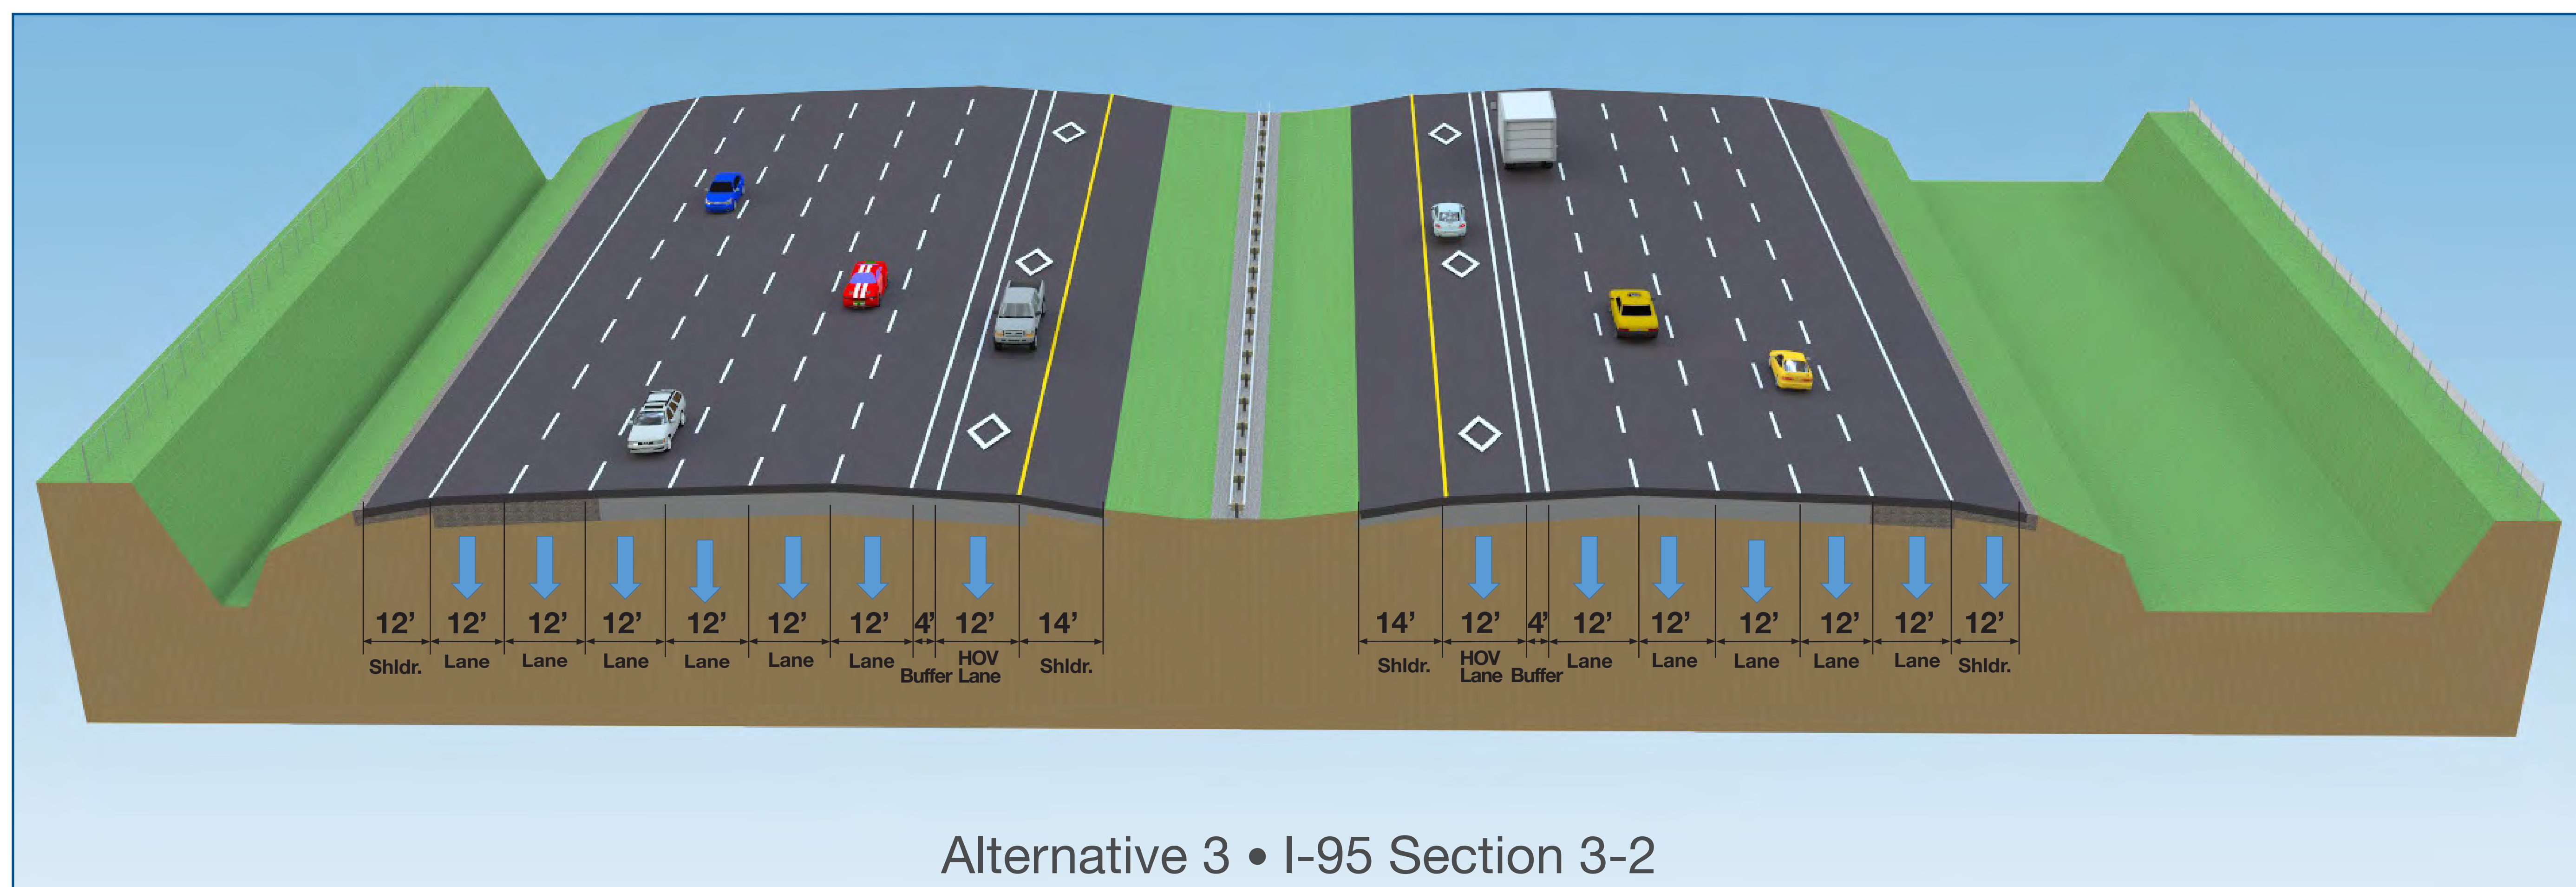 12’ 12’ 12’ 12’ 12’ 12’ 12’ 4’ 12’ 14’ 14’ 12’ 4’ 12’ 12’ 12’ 12’ 12’ 12’
Shldr. Lane Lane Lane Lane Lane Lane Buffer HOV Lane Shldr. Shldr. HOV Lane Buffer Lane Lane Lane Lane Lane Shldr.
Alternative 3 • I-95 Section 3-2